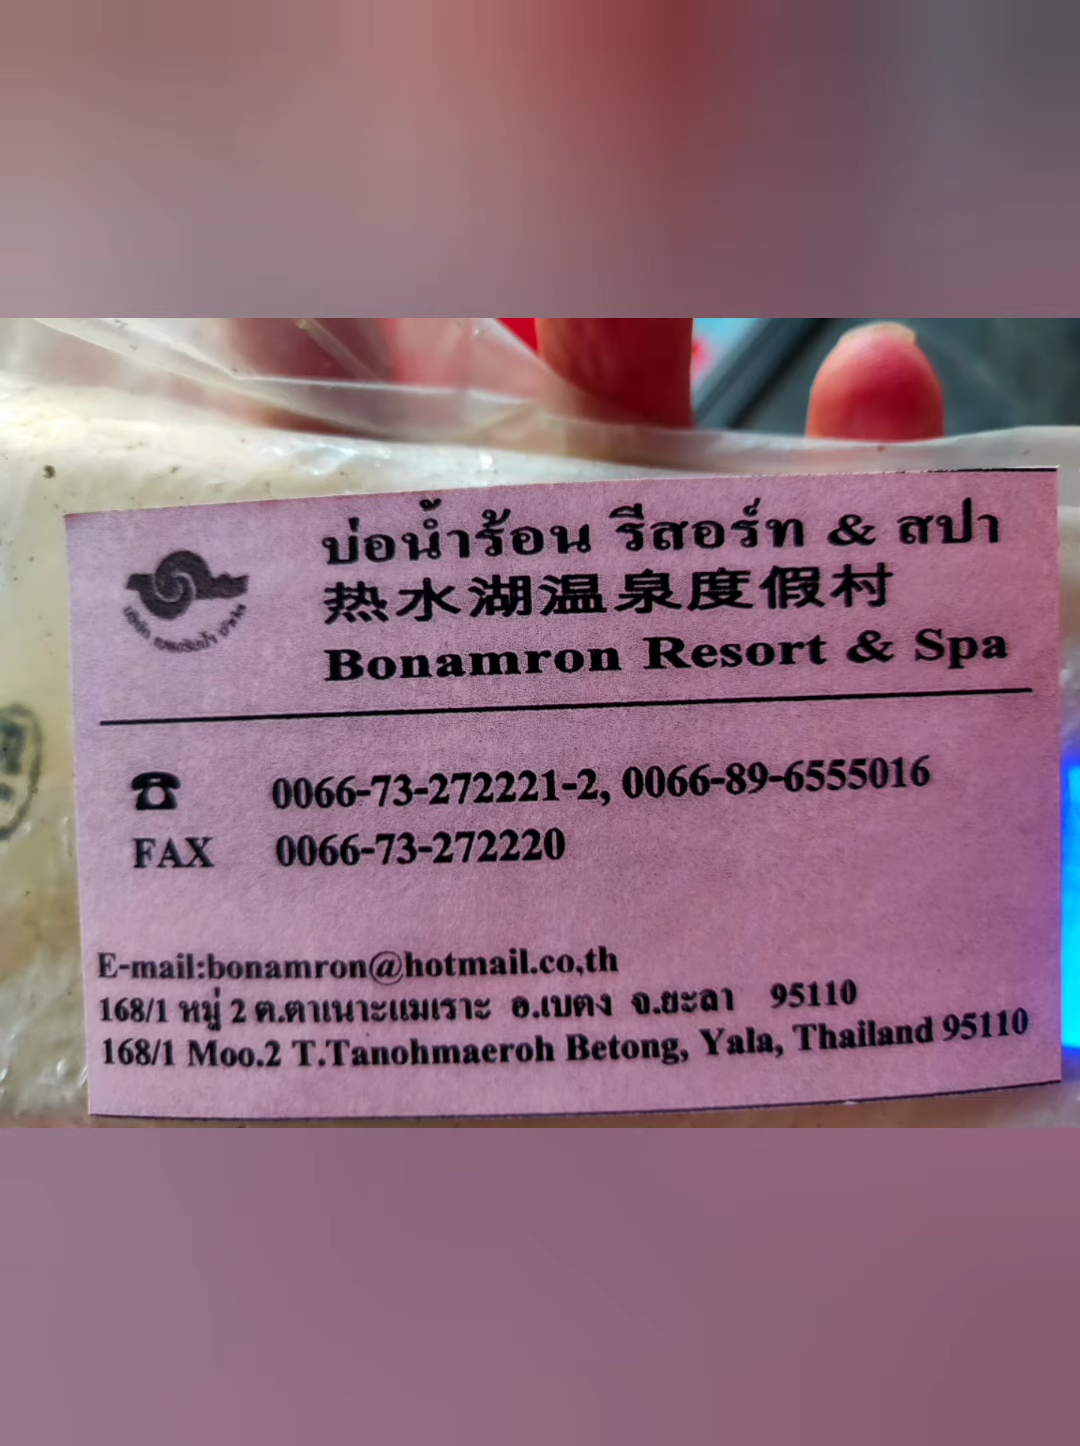 บ่อน้ำร้อน รีสอร์ท & สปา
热水湖温泉度假村
Bonamron Resort & Spa
☎ 0066-73-272221-2, 0066-89-6555016
FAX 0066-73-272220
E-mail:bonamron@hotmail.co,th
168/1 หมู่ 2 ต.ตาเนาะแมเราะ อ.เบตง จ.ยะลา 95110
168/1 Moo.2 T.Tanohmaeroh Betong, Yala, Thailand 95110